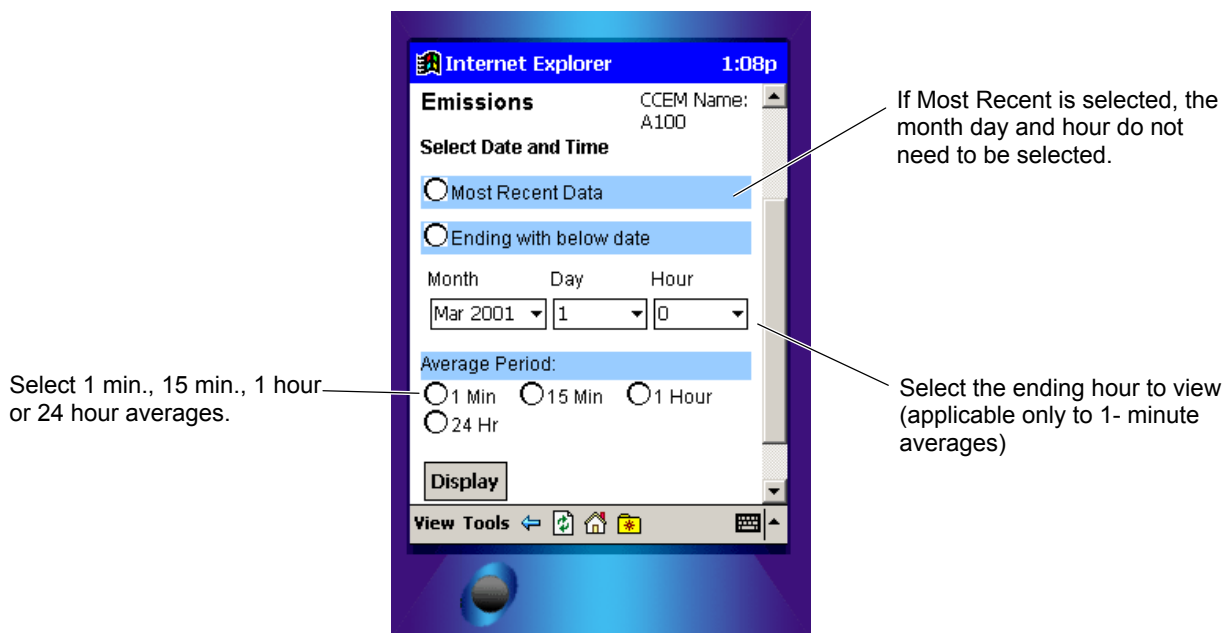 Internet Explorer 1:08p
Emissions
CCEM Name:
A100
Select Date and Time
Most Recent Data
Ending with below date
Month Day Hour
Mar 2001 1 0
Average Period:
1 Min 15 Min 1 Hour
24 Hr
Display
View Tools
If Most Recent is selected, the
month day and hour do not
need to be selected.
Select 1 min., 15 min., 1 hour
or 24 hour averages.
Select the ending hour to view
(applicable only to 1- minute
averages)